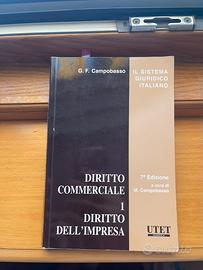 G. F. Campobasso
IL SISTEMA
GIURIDICO
ITALIANO
DIRITTO
COMMERCIALE
1
DIRITTO
DELL'IMPRESA
7ª Edizione
a cura di
M. Campobasso
UTET